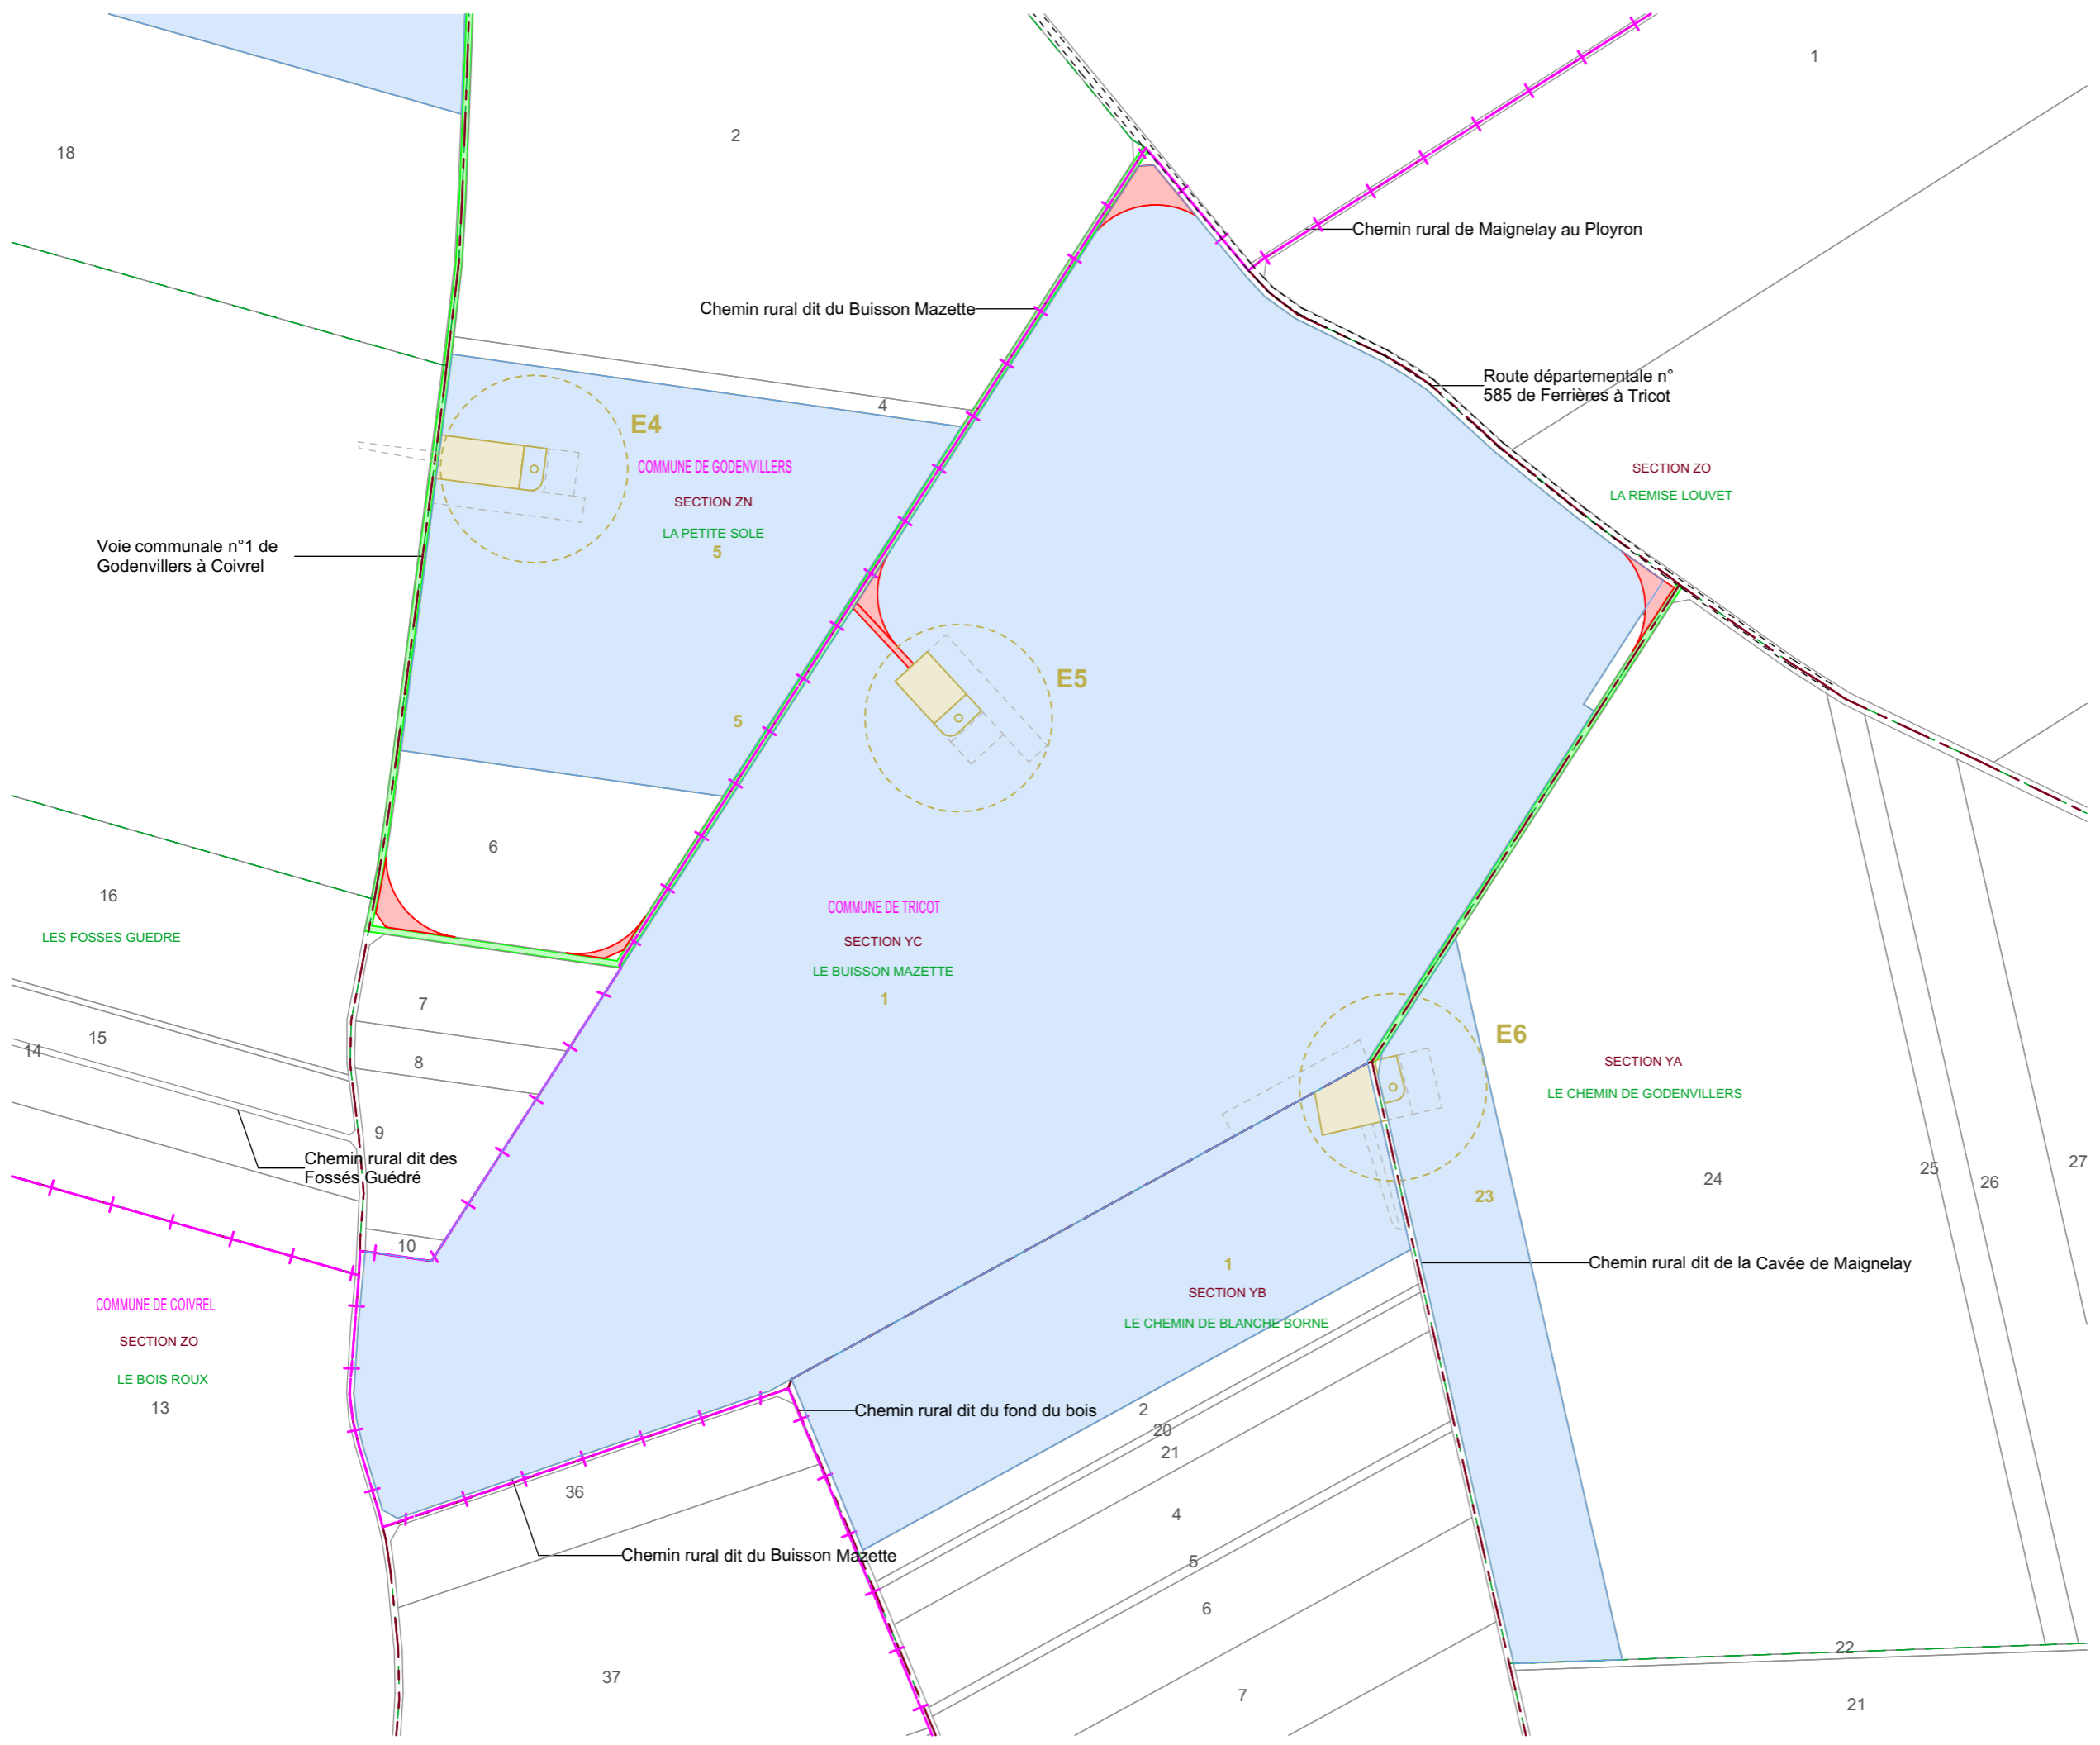 1
2
18
Chemin rural de Maignelay au Ployron
Chemin rural dit du Buisson Mazette
Route départementale n°
585 de Ferrières à Tricot
4
E4
COMMUNE DE GODENVILLERS
SECTION ZN
LA PETITE SOLE
5
SECTION ZO
LA REMISE LOUVET
Voie communale n°1 de
Godenvillers à Coivrel
E5
5
6
16
LES FOSSES GUEDRE
COMMUNE DE TRICOT
SECTION YC
LE BUISSON MAZETTE
1
7
15
14
8
E6
SECTION YA
LE CHEMIN DE GODENVILLERS
9
Chemin rural dit des
Fossés Guédré
24
25
26
27
23
10
1
SECTION YB
LE CHEMIN DE BLANCHE BORNE
Chemin rural dit de la Cavée de Maignelay
COMMUNE DE COIVREL
SECTION ZO
LE BOIS ROUX
13
Chemin rural dit du fond du bois
2
20
21
36
4
Chemin rural dit du Buisson Mazette
5
6
22
37
7
21